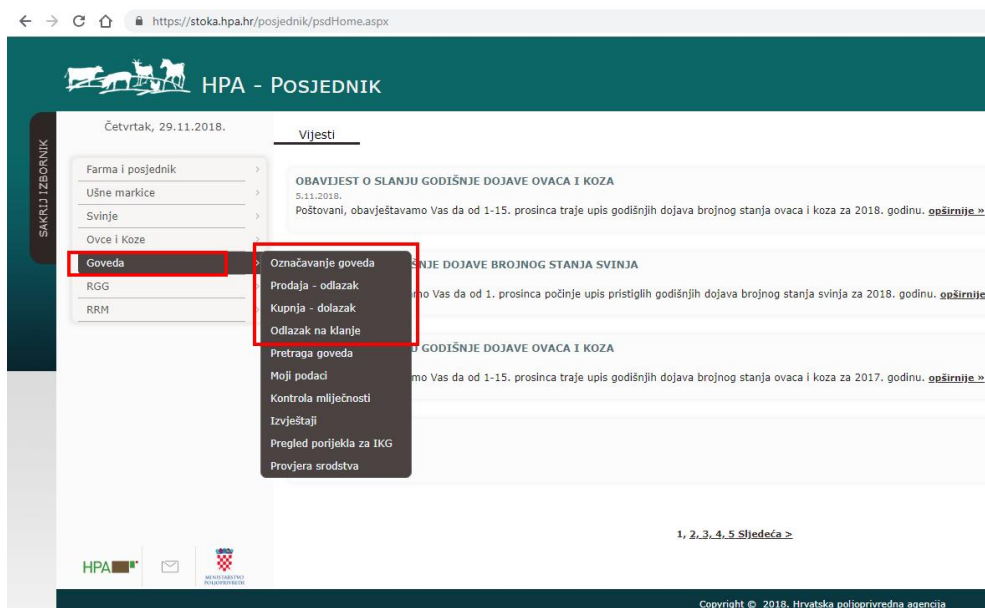 https://stoka.hpa.hr/posjednik/psdHome.aspx
HPA - POSJEDNIK
SAKRIJ IZBORNIK
Četvrtak, 29.11.2018.
Farma i posjednik
Ušne markice
Svinje
Ovce i Koze
Goveda
RGG
RRM
Označavanje goveda
Prodaja - odlazak
Kupnja - dolazak
Odlazak na klanje
Pretraga goveda
Moji podaci
Kontrola mliječnosti
Izvještaji
Pregled porijekla za IKG
Provjera srodstva
Vijesti
OBAVIJEST O SLANJU GODIŠNJE DOJAVE OVACA I KOZA
5.11.2018.
Poštovani, obavještavamo Vas da od 1-15. prosinca traje upis godišnjih dojava brojnog stanja ovaca i koza za 2018. godinu. opširnije »
ŠNJE DOJAVE BROJNOG STANJA SVINJA
mo Vas da od 1. prosinca počinje upis pristiglih godišnjih dojava brojnog stanja svinja za 2018. godinu. opširnije
U GODIŠNJE DOJAVE OVACA I KOZA
mo Vas da od 1-15. prosinca traje upis godišnjih dojava brojnog stanja ovaca i koza za 2017. godinu. opširnije »
1, 2, 3, 4, 5 Sljedeća >
HPA
MINISTARSTVO
POLJOPRIVREDE
Copyright © 2018. Hrvatska poljoprivredna agencija